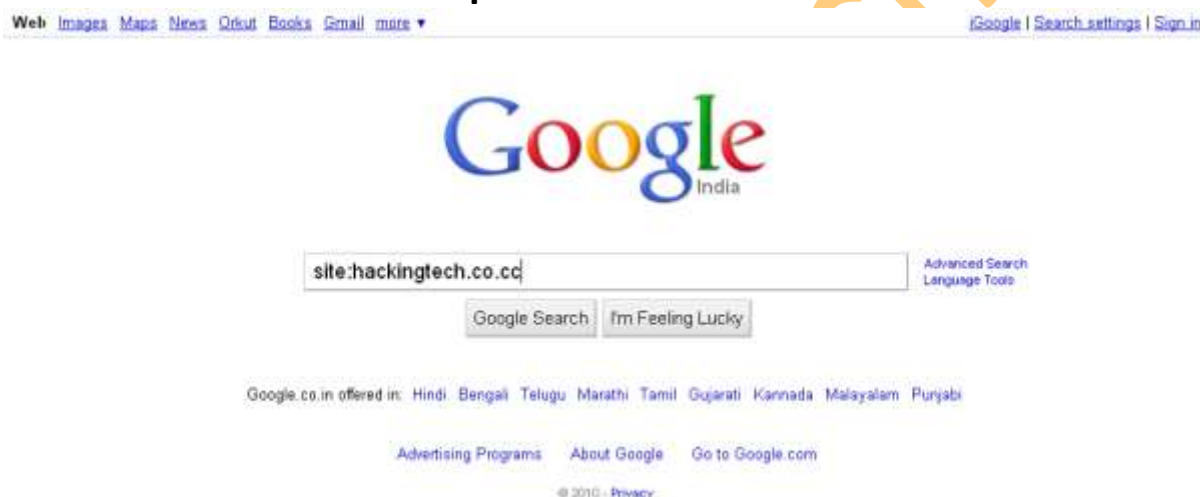 Web Images Maps News Orkut Books Gmail more ▼
iGoogle | Search settings | Sign in
Google
India
site:hackingtech.co.cc
Advanced Search
Language Tools
Google Search
I'm Feeling Lucky
Google.co.in offered in: Hindi Bengali Telugu Marathi Tamil Gujarati Kannada Malayalam Punjabi
Advertising Programs About Google Go to Google.com
© 2010 - Privacy